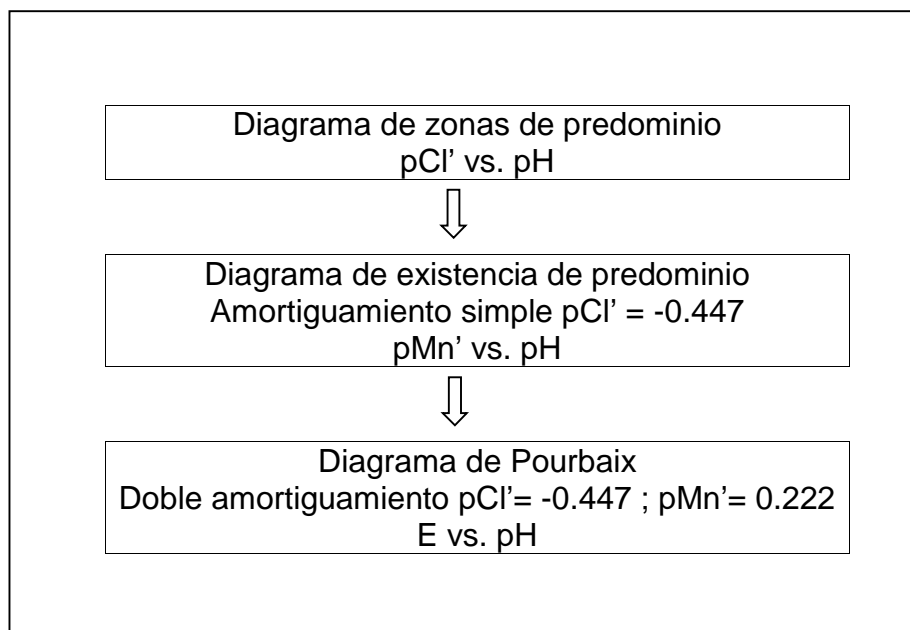 Diagrama de zonas de predominio
pCl’ vs. pH
Diagrama de existencia de predominio
Amortiguamiento simple pCl’ = -0.447
pMn’ vs. pH
Diagrama de Pourbaix
Doble amortiguamiento pCl’= -0.447 ; pMn’= 0.222
E vs. pH